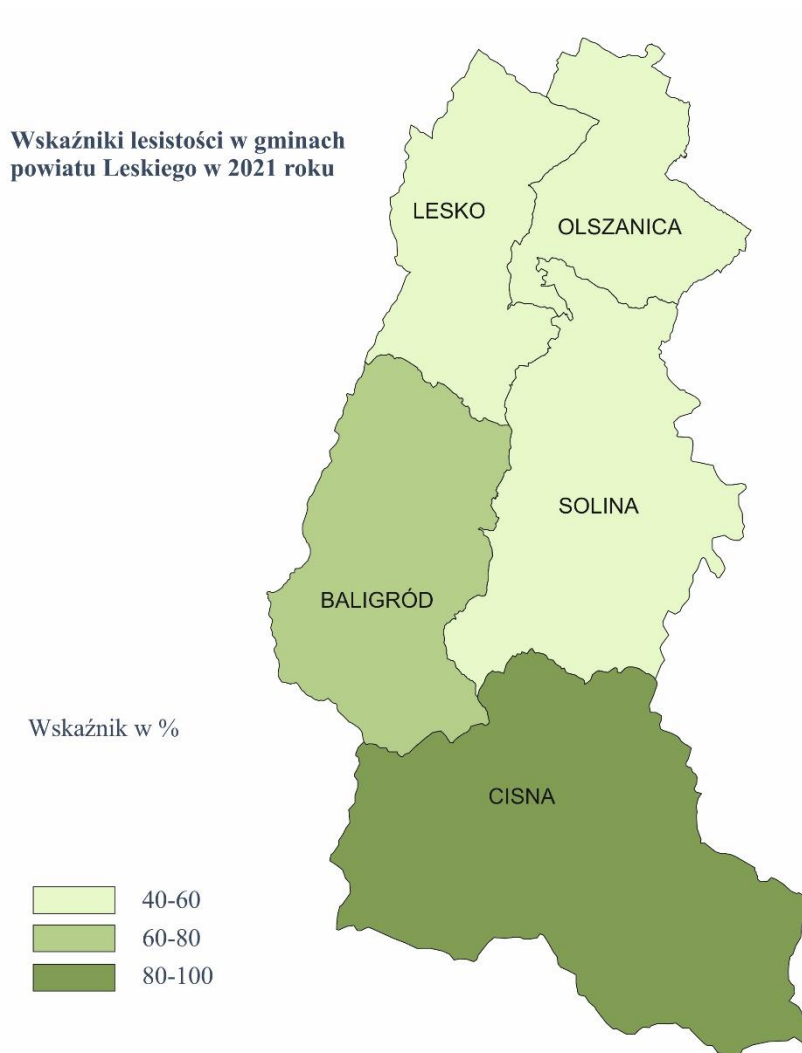 Wskaźniki lesistości w gminach
powiatu Leskiego w 2021 roku
LESKO
OLSZANICA
SOLINA
BALIGRÓD
Wskaźnik w %
CISNA
40-60
60-80
80-100